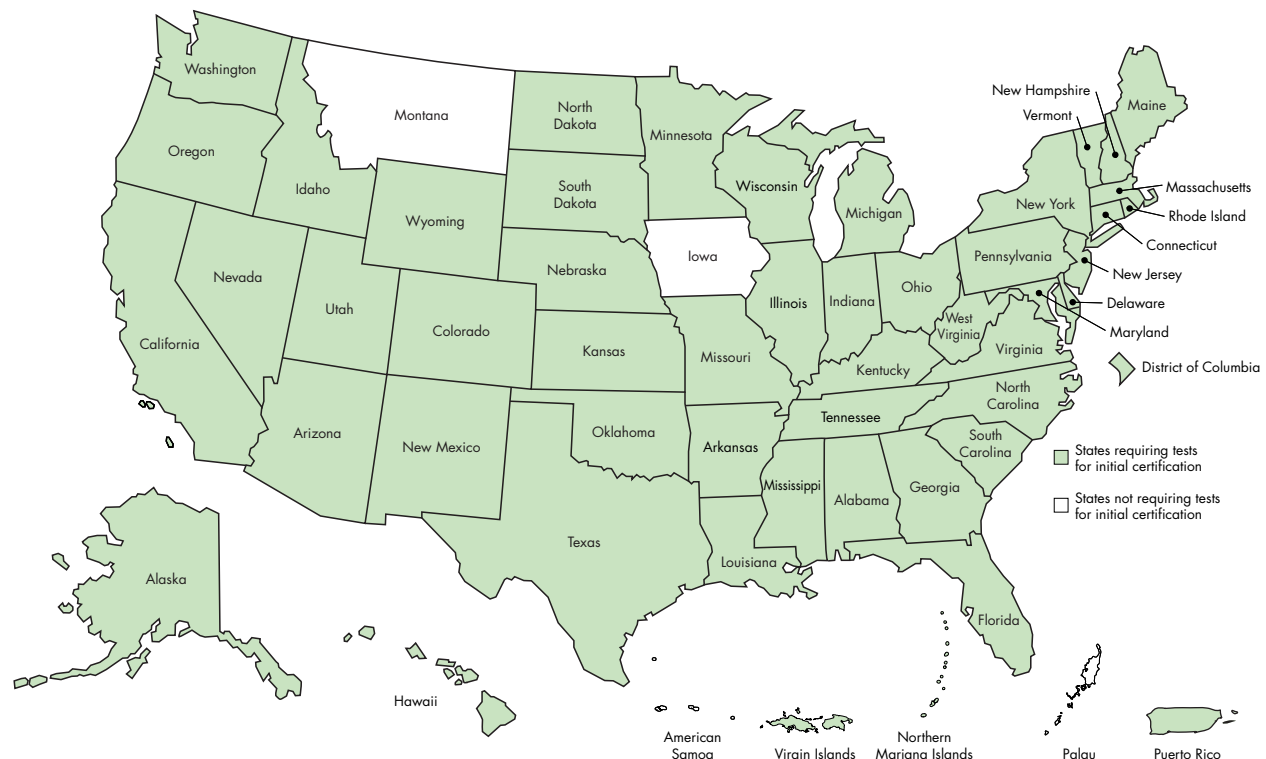 Washington
Montana
North
Dakota
Minnesota
New Hampshire
Vermont
Maine
Oregon
Idaho
South
Dakota
Wisconsin
Michigan
New York
Massachusetts
Rhode Island
Connecticut
Wyoming
Iowa
Pennsylvania
New Jersey
Nevada
Nebraska
Illinois
Indiana
Ohio
Delaware
Maryland
Utah
Colorado
West
Virginia
Virginia
California
Kansas
Missouri
Kentucky
District of Columbia
North
Carolina
Arizona
New Mexico
Oklahoma
Arkansas
Tennessee
South
Carolina
States requiring tests
for initial certification
Mississippi
Alabama
Georgia
States not requiring tests
for initial certification
Texas
Louisiana
Alaska
Florida
Hawaii
American
Samoa
Virgin Islands
Northern
Mariana Islands
Palau
Puerto Rico